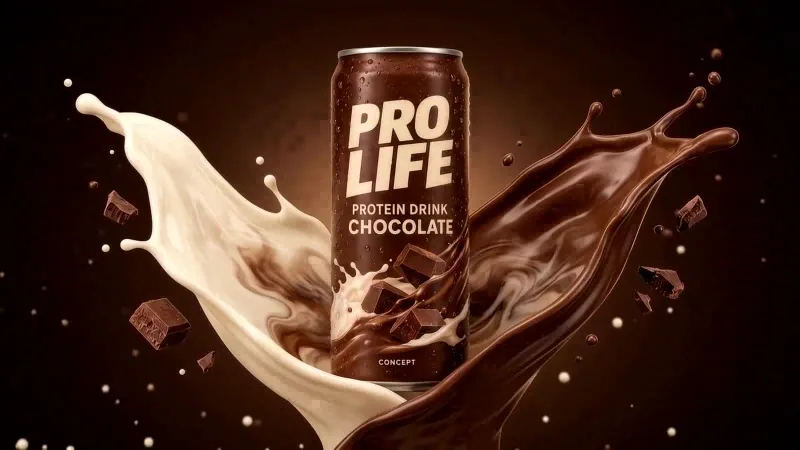 PRO
LIFE
PROTEIN DRINK
CHOCOLATE
CONCEPT